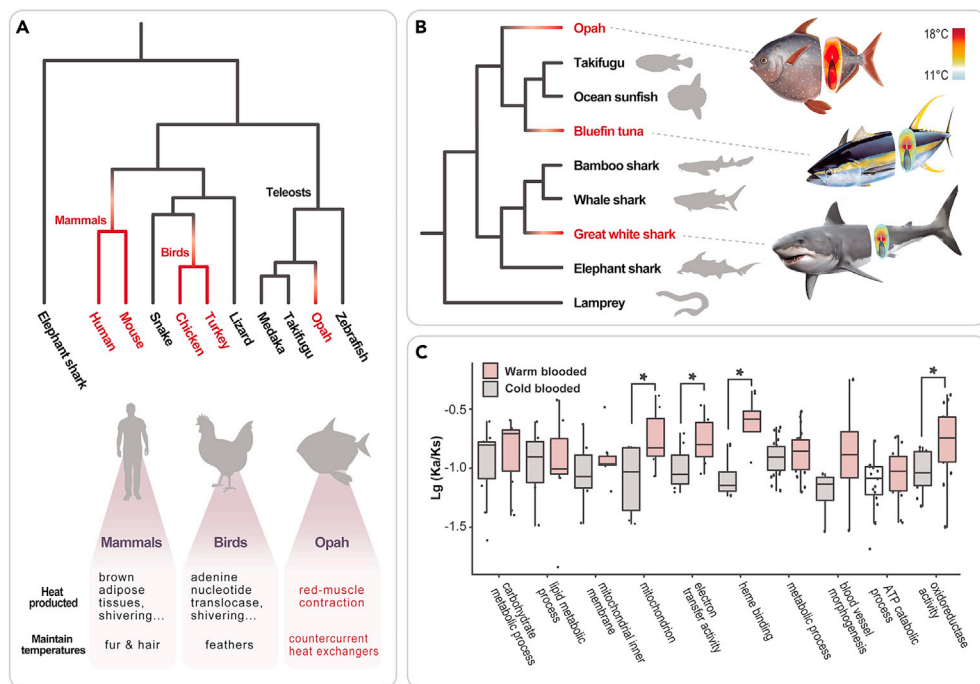 A
Mammals
Birds
Teleosts
Elephant shark
Human
Mouse
Snake
Chicken
Turkey
Lizard
Medaka
Takifugu
Opah
Zebrafish
Mammals
Birds
Opah
Heat
producted
brown
adipose
tissues,
shivering...
adenine
nucleotide
translocase,
shivering...
red-muscle
contraction
Maintain
temperatures
fur & hair
feathers
countercurrent
heat exchangers
B
Opah
Takifugu
Ocean sunfish
Bluefin tuna
Bamboo shark
Whale shark
Great white shark
Elephant shark
Lamprey
18°C
11°C
C
Warm blooded
Cold blooded
*
*
*
*
Lg (Ka/Ks)
-0.5
-1.0
-1.5
carbohydrate
metabolic process
lipid metabolic
process
mitochondrial inner
membrane
mitochondrion
electron
transfer activity
heme binding
metabolic process
blood vessel
morphogenesis
ATP catabolic
process
oxidoreductase
activity